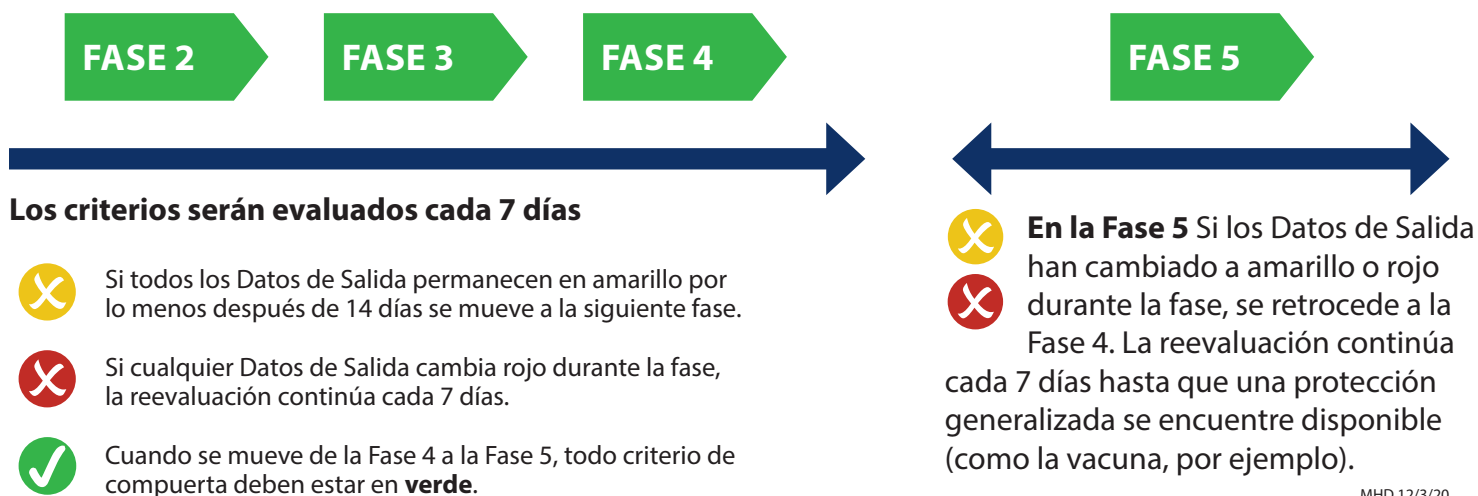 FASE 2
FASE 3
FASE 4
FASE 5
Los criterios serán evaluados cada 7 días
Si todos los Datos de Salida permanecen en amarillo por
lo menos después de 14 días se mueve a la siguiente fase.
Si cualquier Datos de Salida cambia rojo durante la fase,
la reevaluación continúa cada 7 días.
Cuando se mueve de la Fase 4 a la Fase 5, todo criterio de
compuerta deben estar en verde.
En la Fase 5 Si los Datos de Salida
han cambiado a amarillo o rojo
durante la fase, se retrocede a la
Fase 4. La reevaluación continúa
cada 7 días hasta que una protección
generalizada se encuentre disponible
(como la vacuna, por ejemplo).
MHD 12/3/20